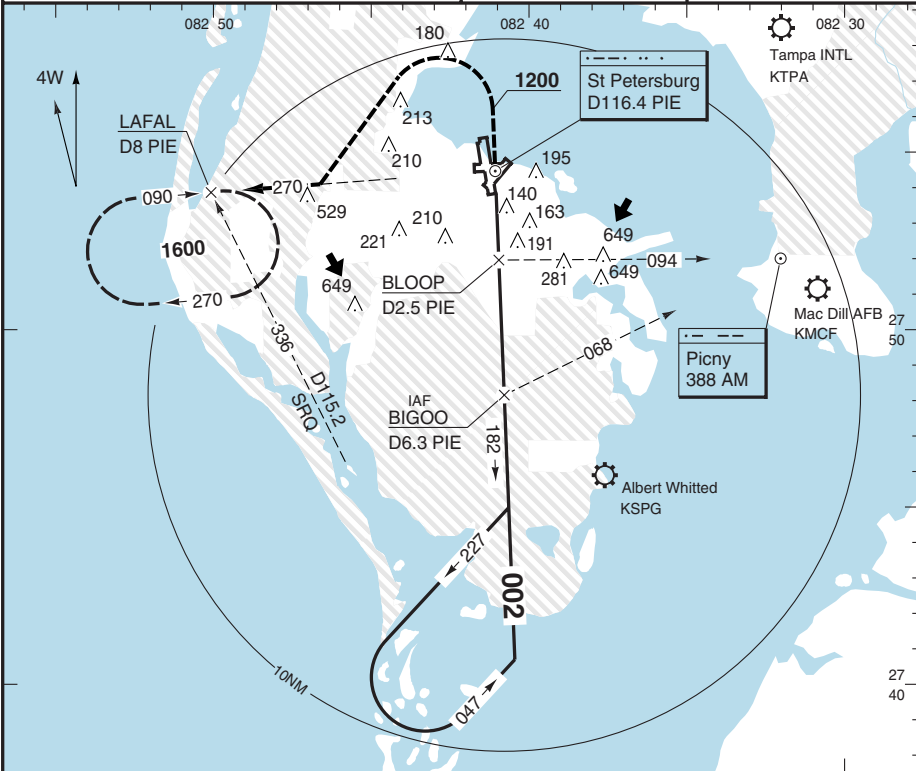 082 50
082 40
082 30
180
4W
1200
St Petersburg
D116.4 PIE
Tampa INTL
KTPA
213
LAFAL
D8 PIE
210
195
090
270
529
140
163
1600
221
210
191
649
649
281
094
649
270
BLOOP
D2.5 PIE
Mac Dill AFB
KMCF
27
50
336
D115.2
SRQ
068
Picny
388 AM
IAF
BIGOO
D6.3 PIE
182
Albert Whitted
KSPG
227
002
10NM
047
27
40